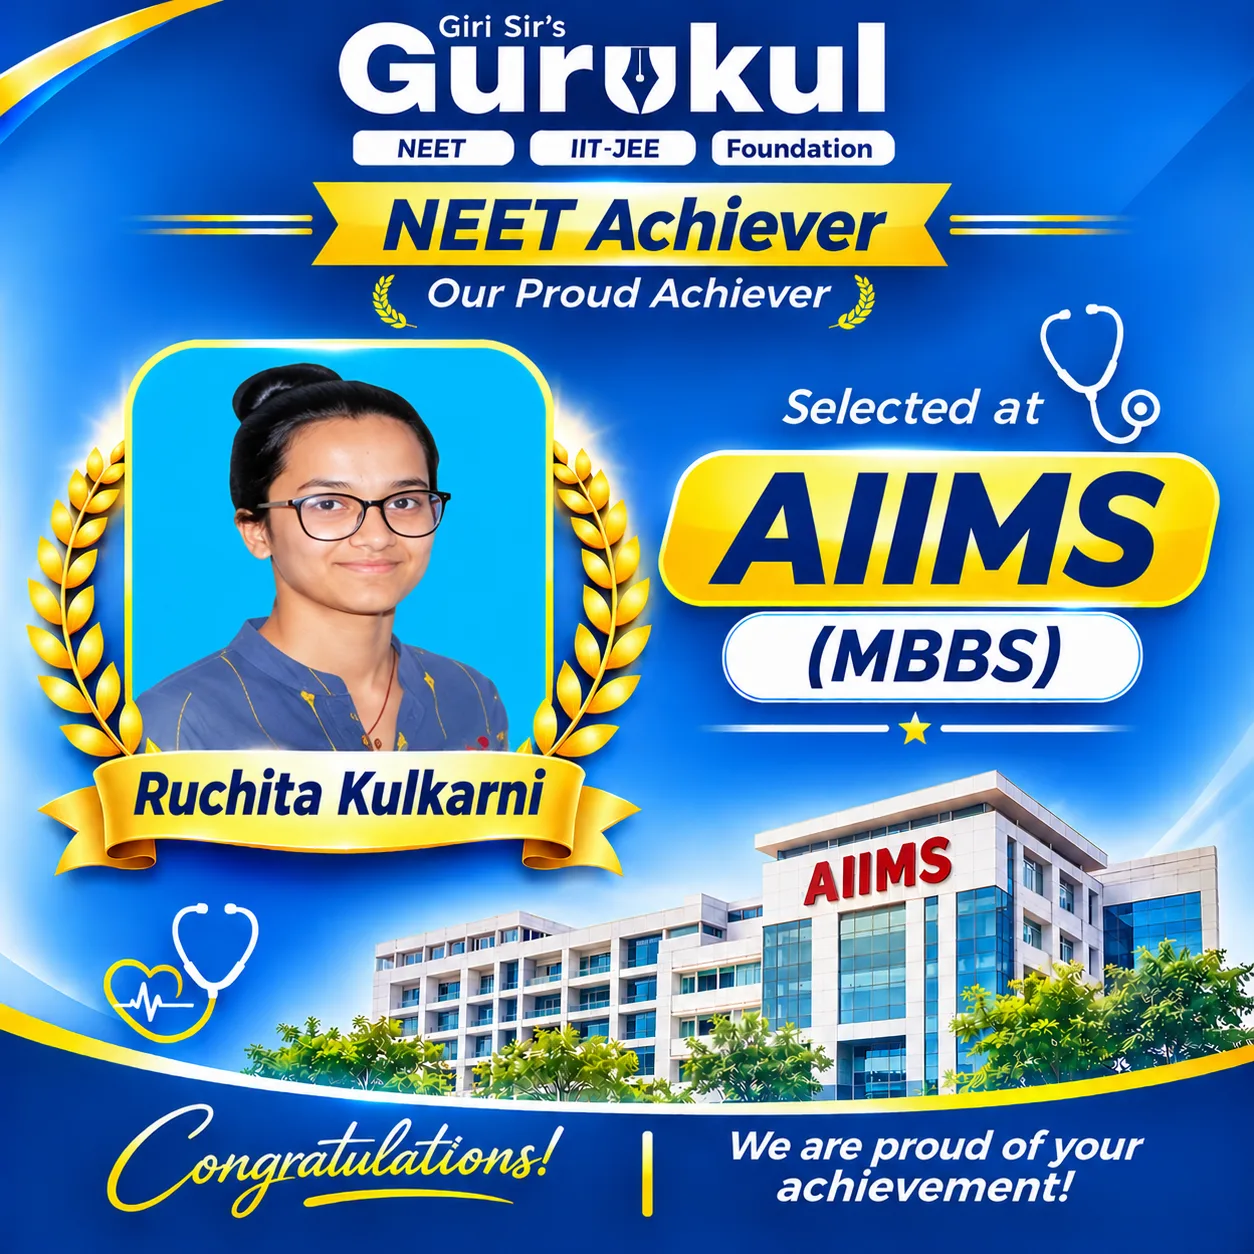 Giri Sir's
Gurukul
NEET
IIT-JEE
Foundation
NEET Achiever
Our Proud Achiever
Selected at
AIIMS
(MBBS)
Ruchita Kulkarni
AIIMS
Congratulations!
We are proud of your
achievement!